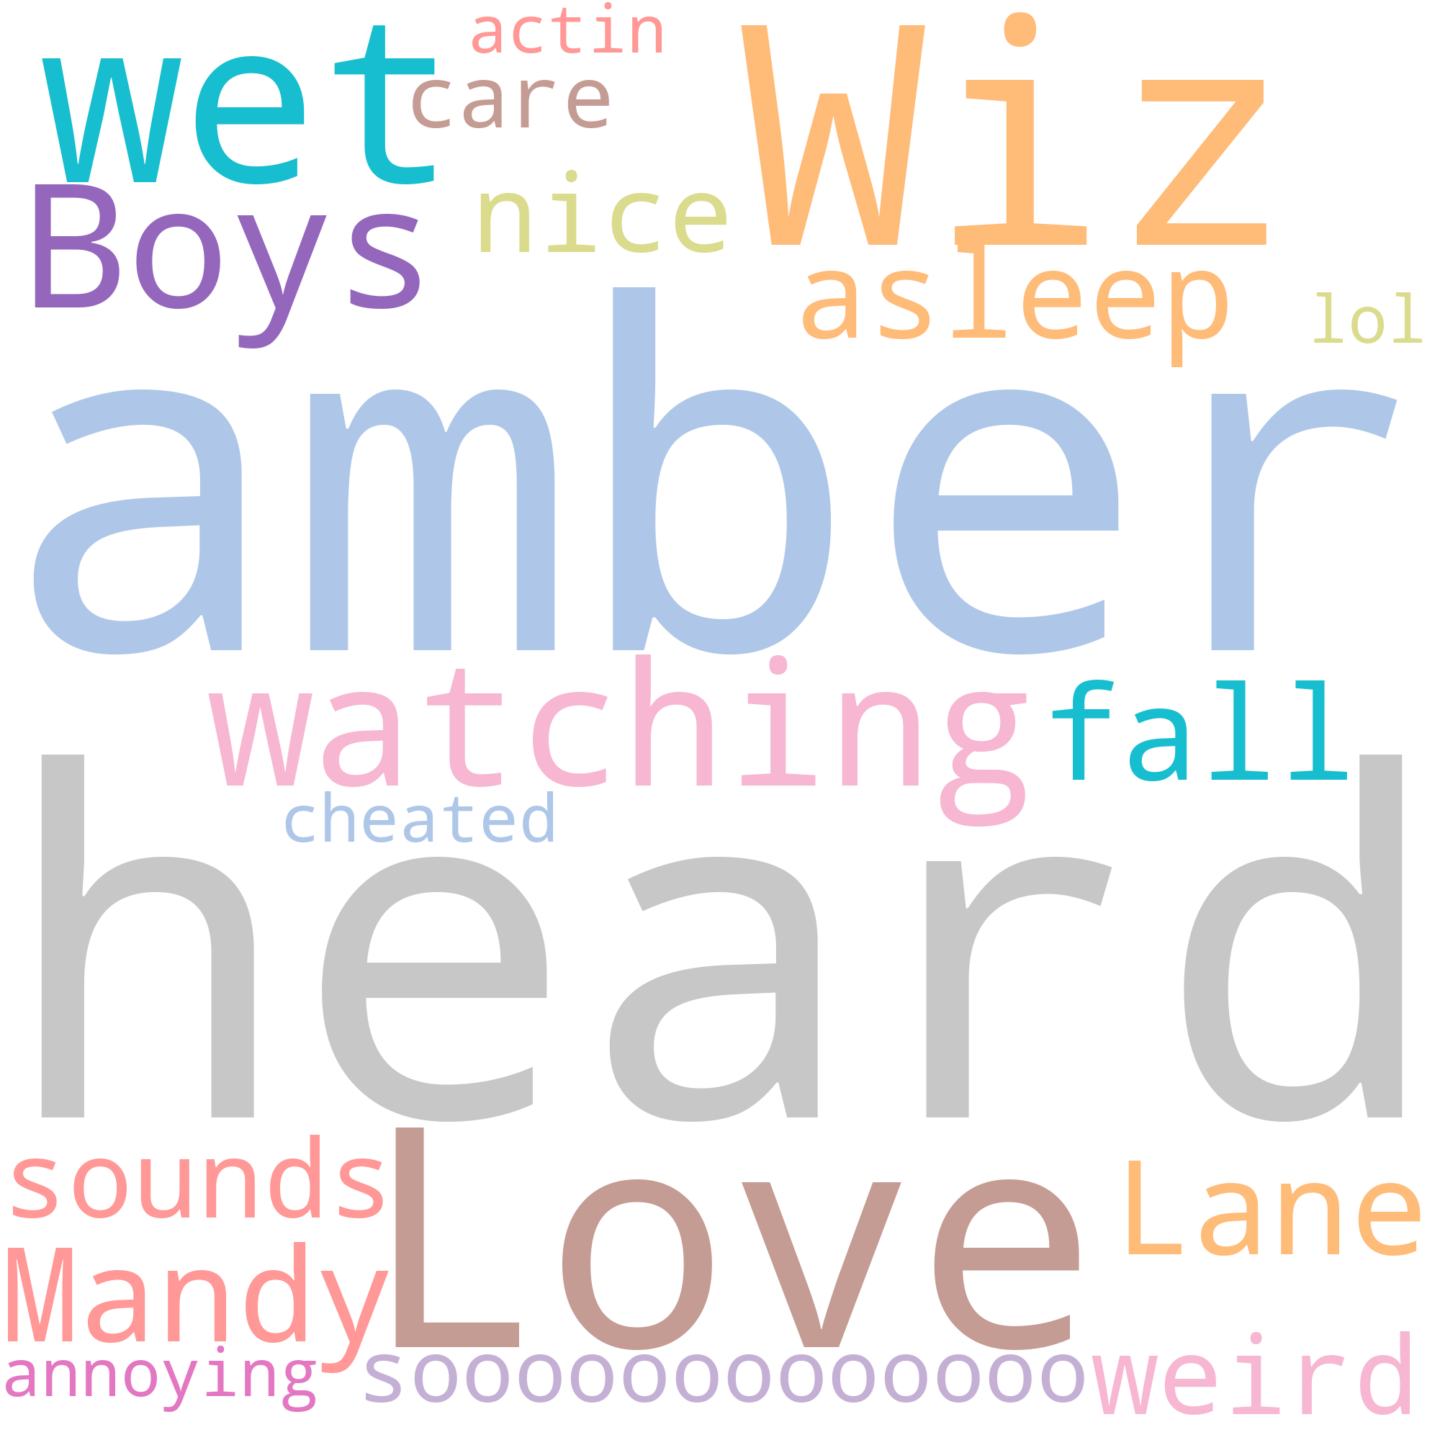 actin
wet
care
Wiz
Boys
nice
asleep
lol
amber
watching
fall
cheated
heard
sounds
Love
Lane
Mandy
annoying
sooooooooooooo
weird